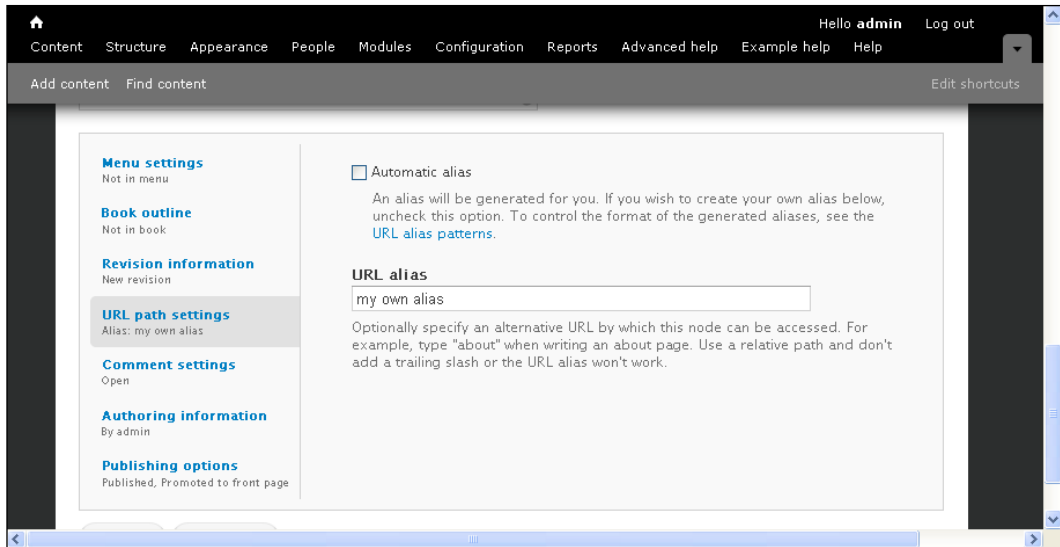 Hello admin Log out
Content Structure Appearance People Modules Configuration Reports Advanced help Example help Help
Add content Find content Edit shortcuts
Menu settings
Not in menu
Book outline
Not in book
Revision information
New revision
URL path settings
Alias: my own alias
Comment settings
Open
Authoring information
By admin
Publishing options
Published, Promoted to front page
Automatic alias
An alias will be generated for you. If you wish to create your own alias below,
uncheck this option. To control the format of the generated aliases, see the
URL alias patterns.
URL alias
my own alias
Optionally specify an alternative URL by which this node can be accessed. For
example, type "about" when writing an about page. Use a relative path and don't
add a trailing slash or the URL alias won't work.